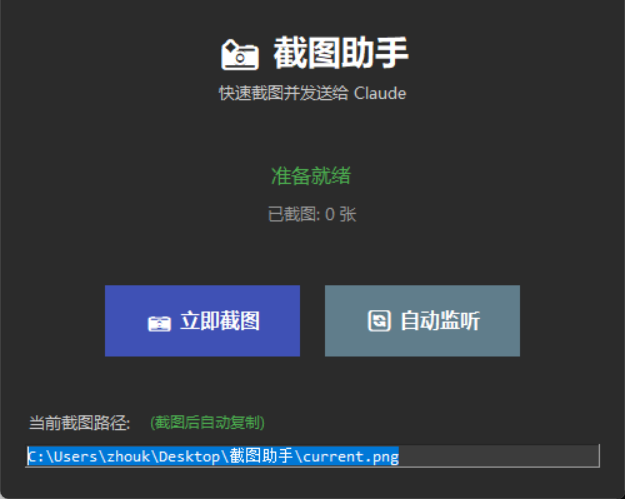 截图助手
快速截图并发送给 Claude
准备就绪
已截图: 0 张
立即截图
自动监听
当前截图路径: (截图后自动复制)
C:\Users\zhouk\Desktop\截图助手\current.png